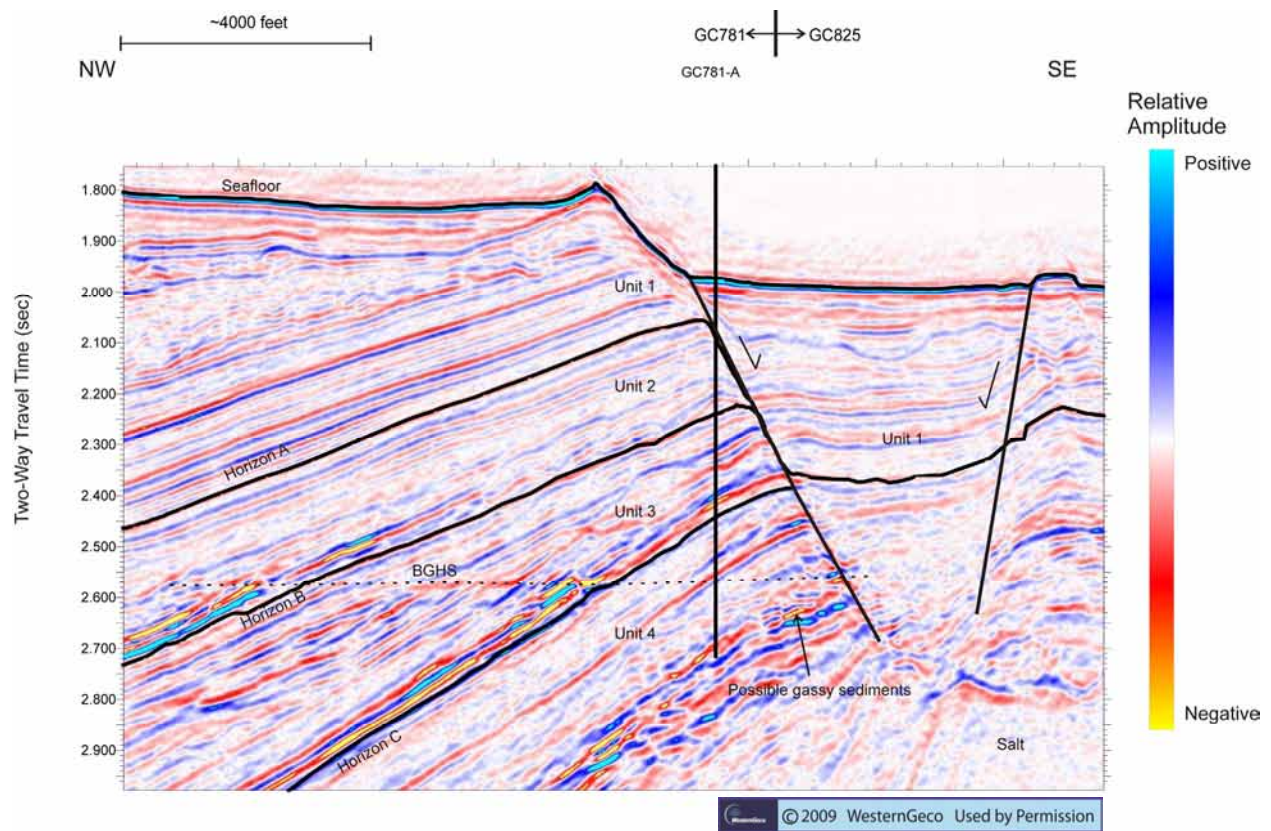 ~4000 feet
GC781
GC825
NW
GC781-A
SE
Relative
Amplitude
Positive
Negative
Two-Way Travel Time (sec)
1.800
1.900
2.000
2.100
2.200
2.300
2.400
2.500
2.600
2.700
2.800
2.900
Seafloor
Unit 1
Unit 2
Horizon A
Unit 1
Unit 3
BGHS
Horizon B
Unit 4
Possible gassy sediments
Horizon C
Salt
WesternGeco
© 2009 WesternGeco Used by Permission